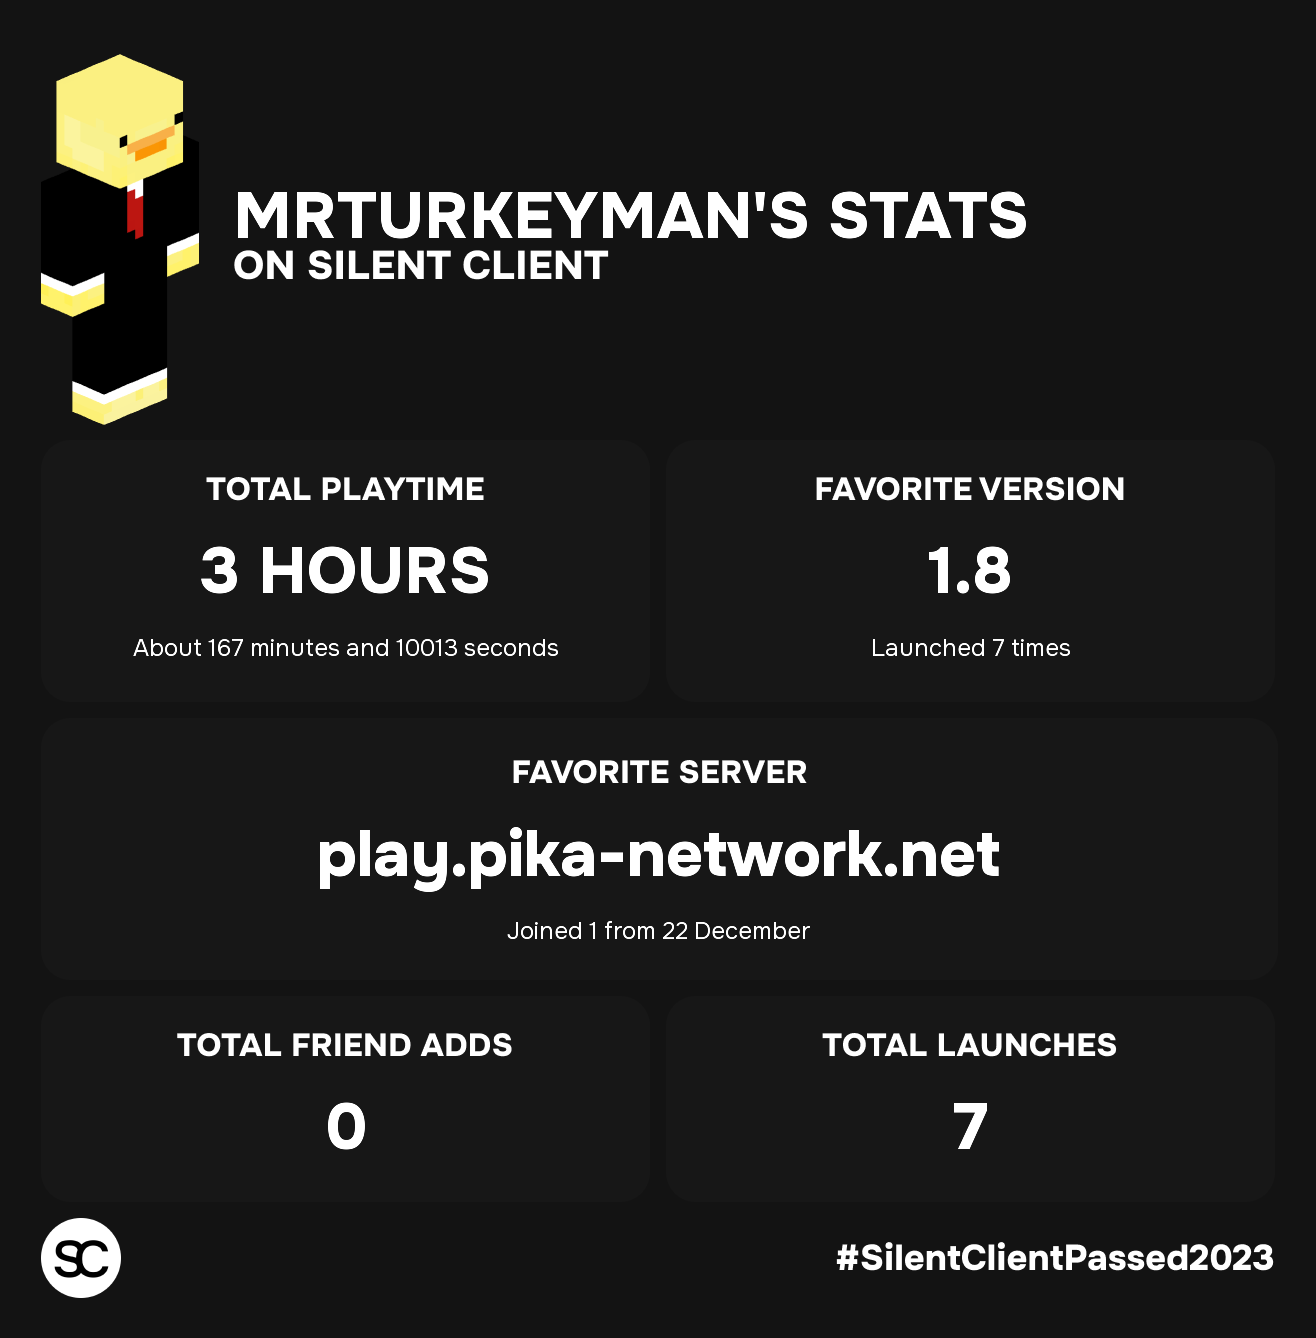 MRTURKEYMAN'S STATS
ON SILENT CLIENT
TOTAL PLAYTIME
3 HOURS
About 167 minutes and 10013 seconds
FAVORITE VERSION
1.8
Launched 7 times
FAVORITE SERVER
play.pika-network.net
Joined 1 from 22 December
TOTAL FRIEND ADDS
0
TOTAL LAUNCHES
7
SC
#SilentClientPassed2023